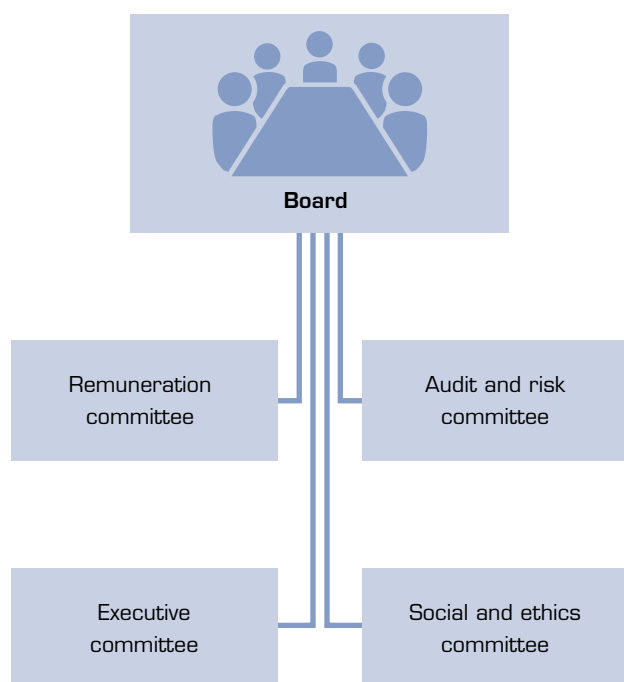 Board
Remuneration
committee
Audit and risk
committee
Executive
committee
Social and ethics
committee